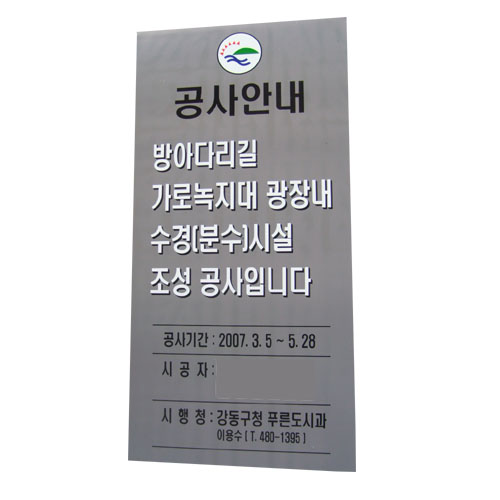 공사안내
방아다리길
가로녹지대 광장내
수경(분수)시설
조성 공사입니다
공사기간 : 2007. 3. 5 ~ 5. 28
시 공 자 :
시 행 청 : 강동구청 푸른도시과
이용수 [ T. 480-1395 ]